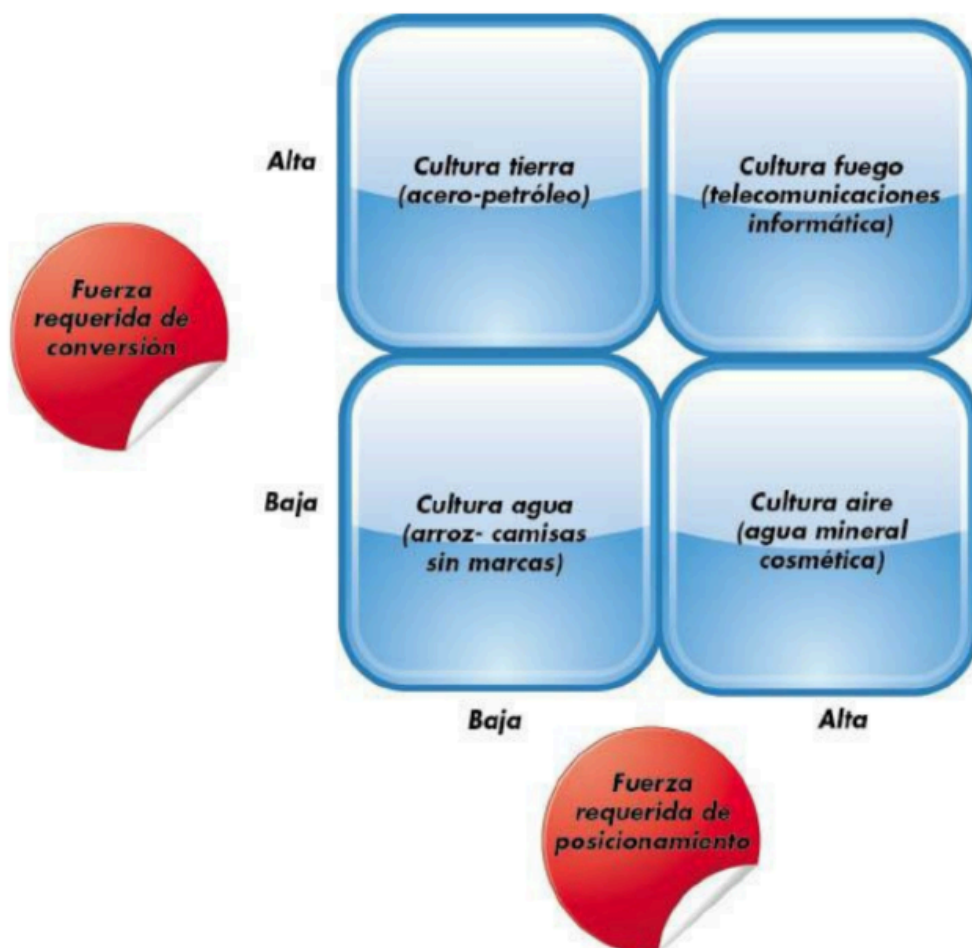 Alta
Cultura tierra
(acero-petróleo)
Cultura fuego
(telecomunicaciones
informática)
Fuerza
requerida de
conversión
Baja
Cultura agua
(arroz- camisas
sin marcas)
Cultura aire
(agua mineral
cosmética)
Baja
Alta
Fuerza
requerida de
posicionamiento